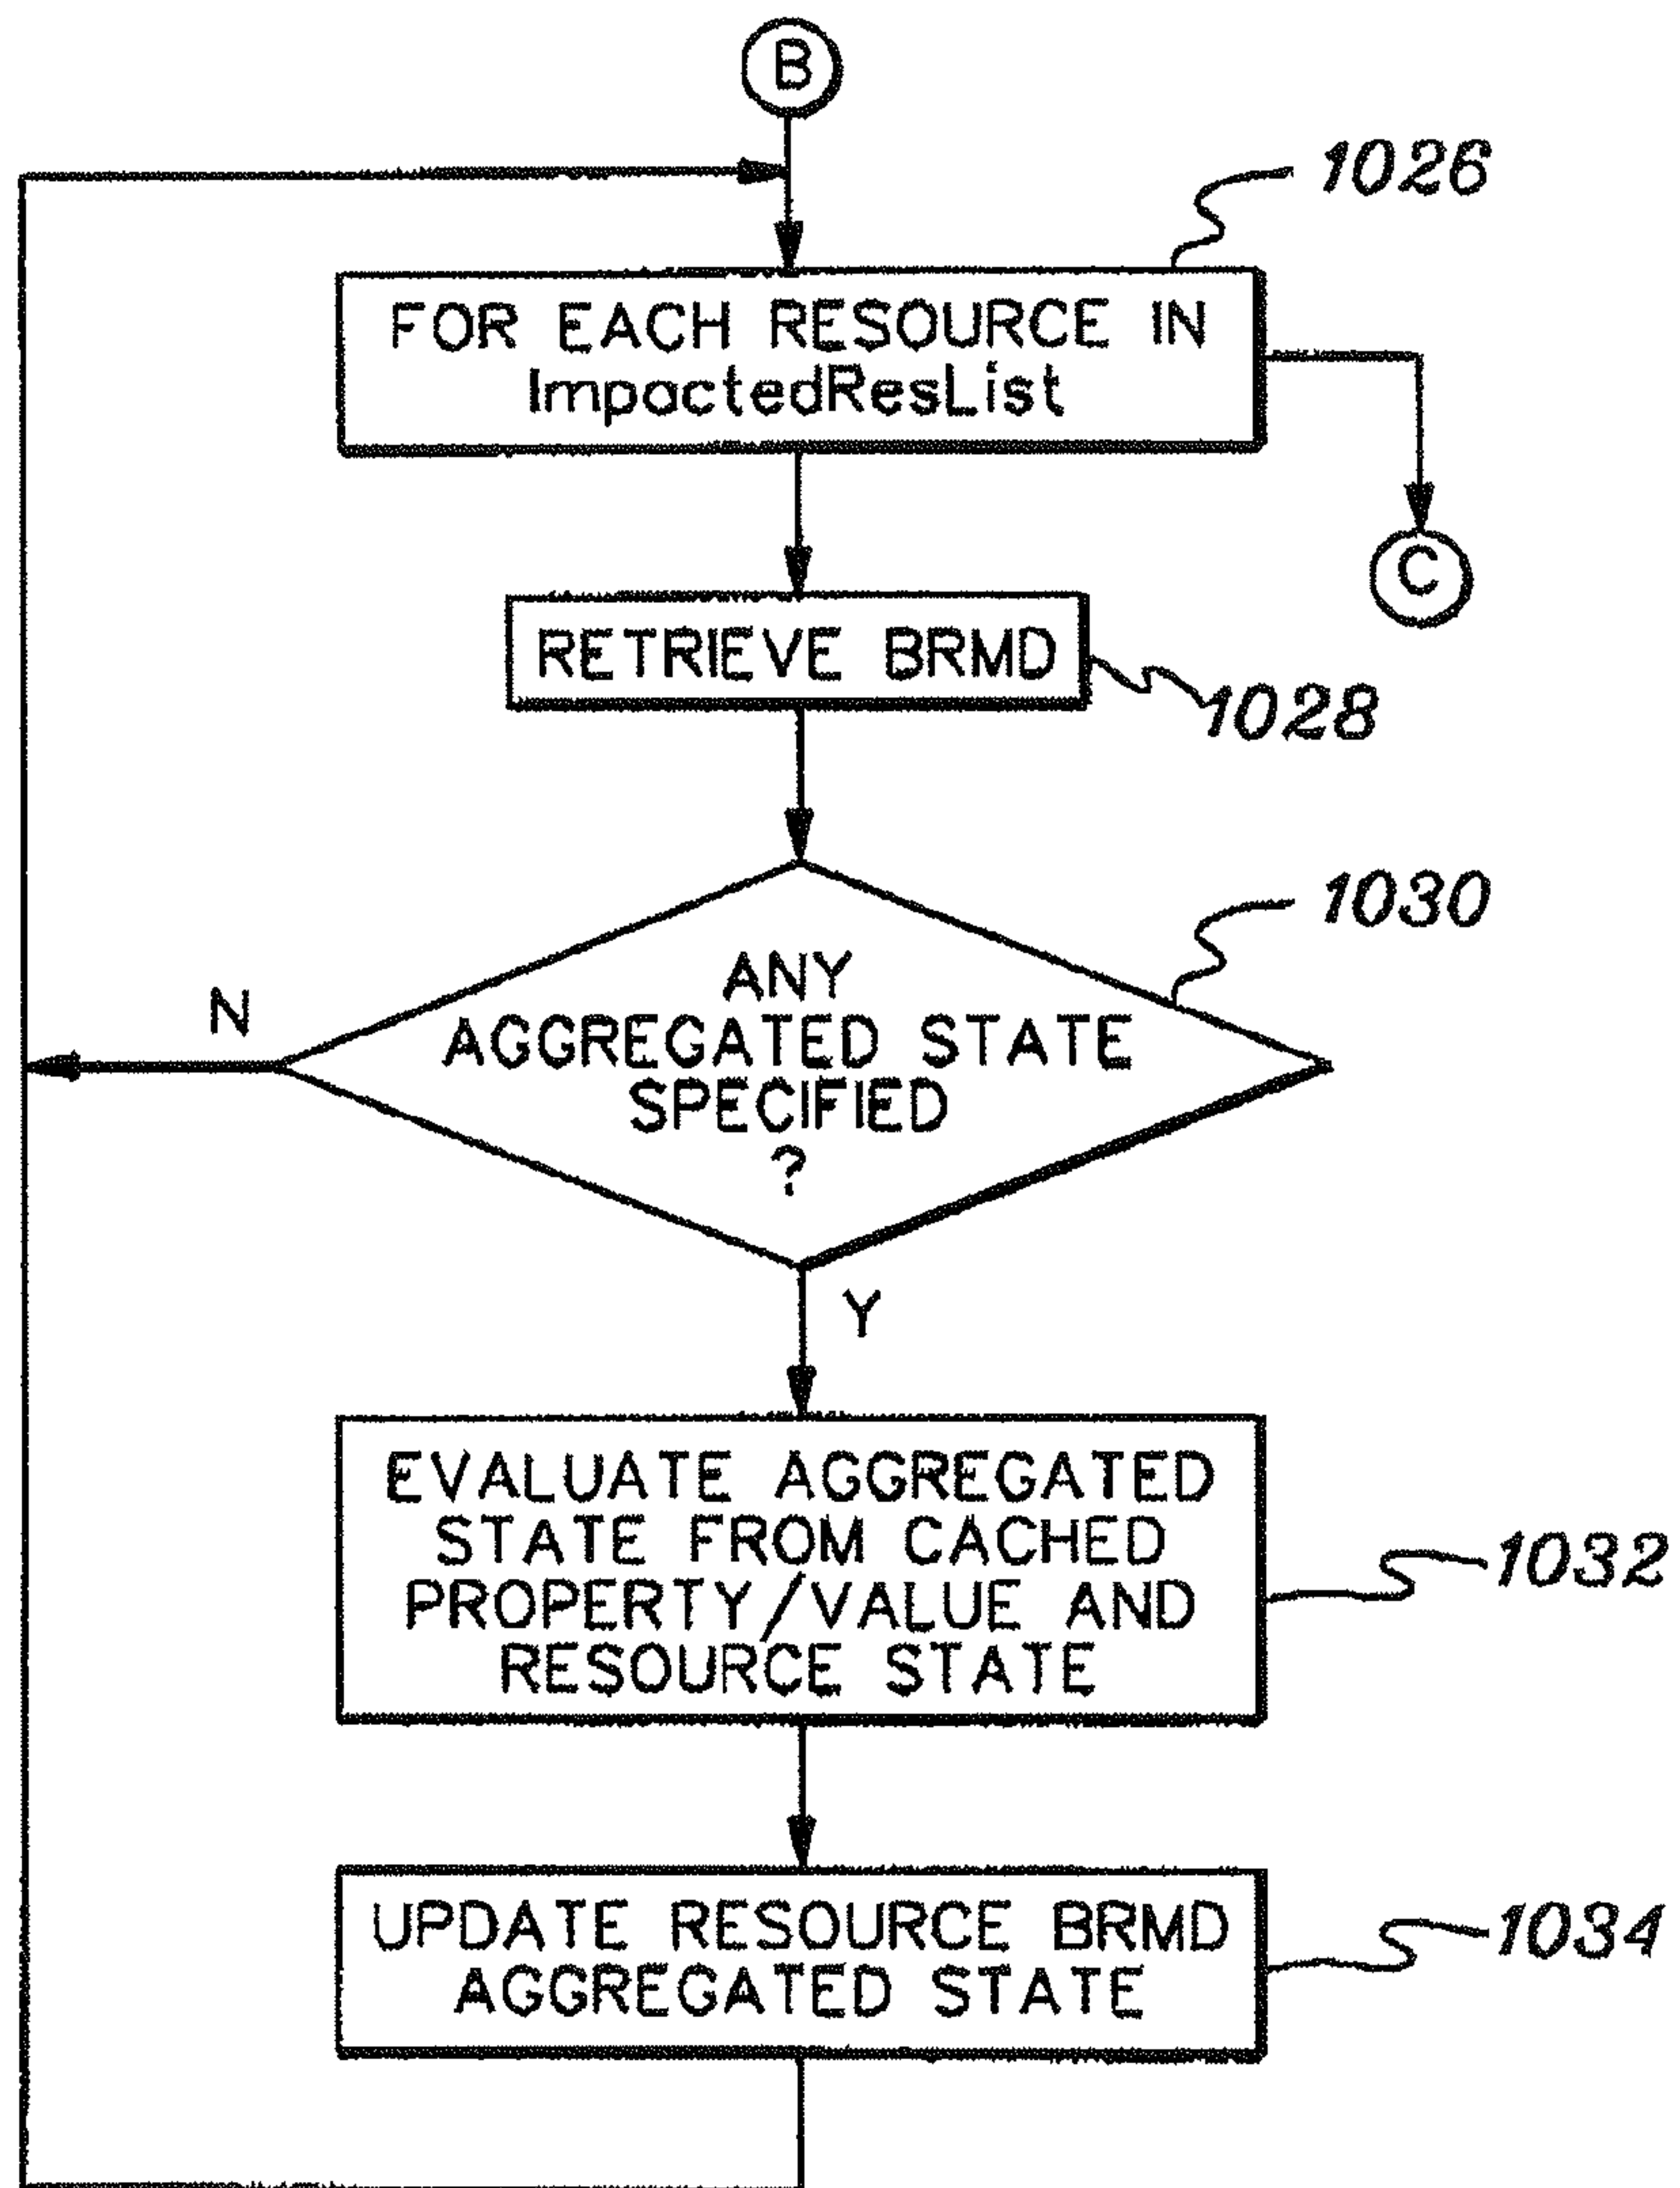 B
1026
FOR EACH RESOURCE IN
ImpactedResList
C
RETRIEVE BRMD
1028
1030
ANY
AGGREGATED STATE
SPECIFIED
?
N
Y
EVALUATE AGGREGATED
STATE FROM CACHED
PROPERTY/VALUE AND
RESOURCE STATE
1032
UPDATE RESOURCE BRMD
AGGREGATED STATE
1034